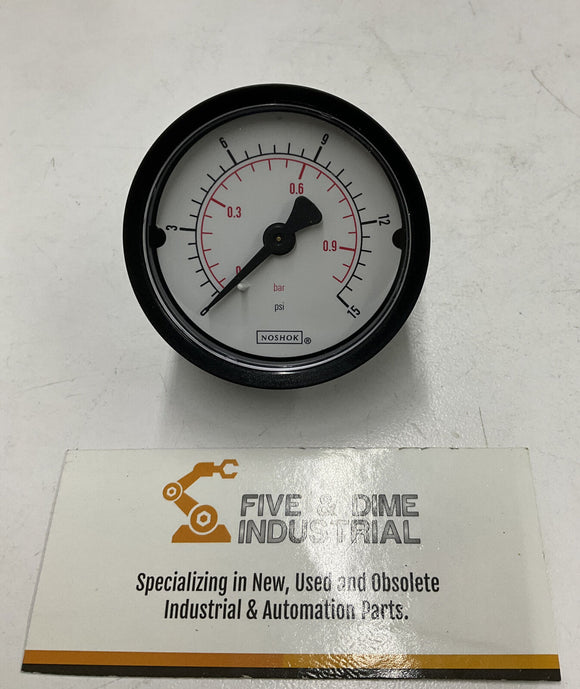 6
9
3
0.6
0.3
12
0.9
0
bar
psi
15
NOSHOK ®
FIVE & DIME
INDUSTRIAL
Specializing in New, Used and Obsolete
Industrial & Automation Parts.